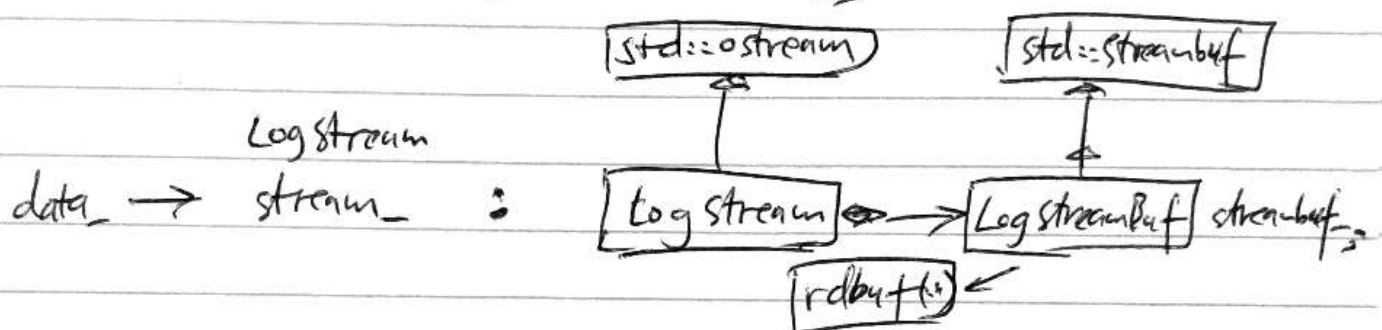 std::ostream std::streambuf
Logstream
data_ → stream_ : Logstream → LogstreamBuf streambuf_;
rdbuf() ←